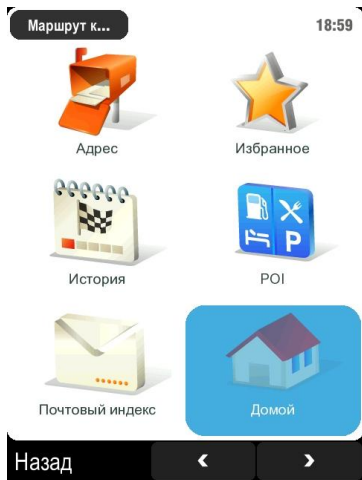 Маршрут к...
18:59
Адрес
Избранное
История
P
POI
Почтовый индекс
Домой
Назад